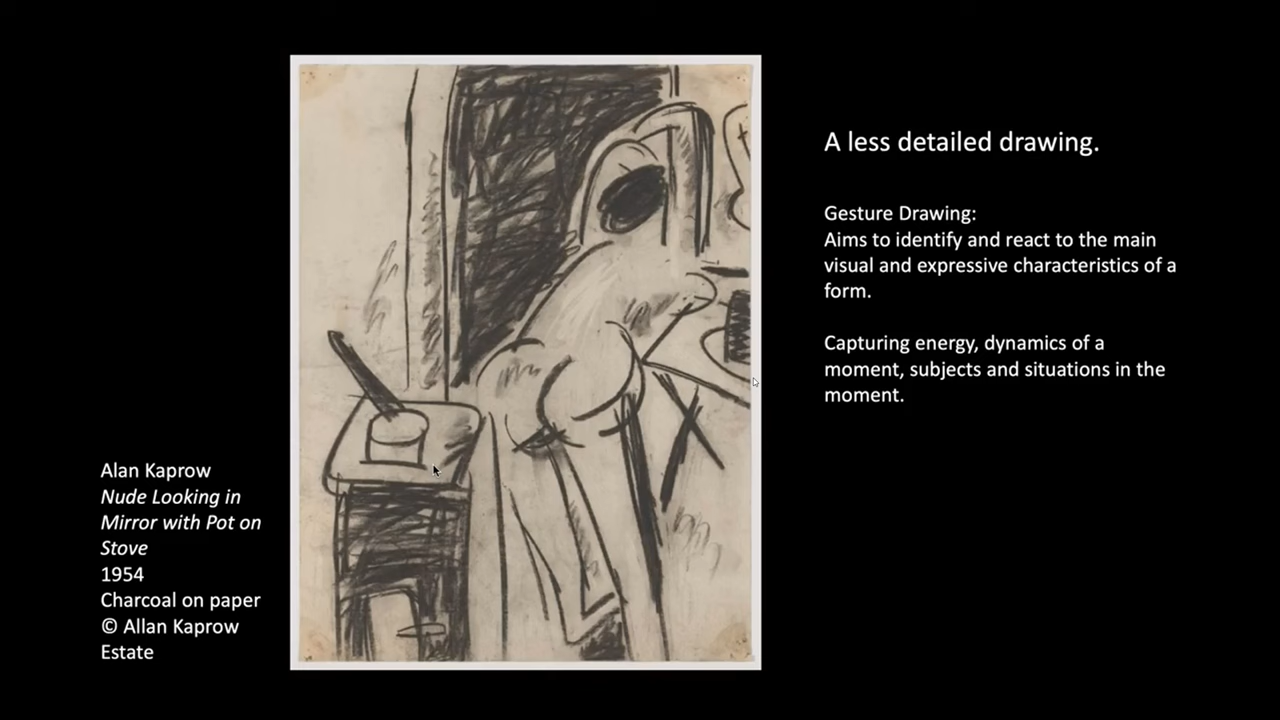 A less detailed drawing.
Gesture Drawing:
Aims to identify and react to the main
visual and expressive characteristics of a
form.
Capturing energy, dynamics of a
moment, subjects and situations in the
moment.
Alan Kaprow
Nude Looking in
Mirror with Pot on
Stove
1954
Charcoal on paper
© Allan Kaprow
Estate